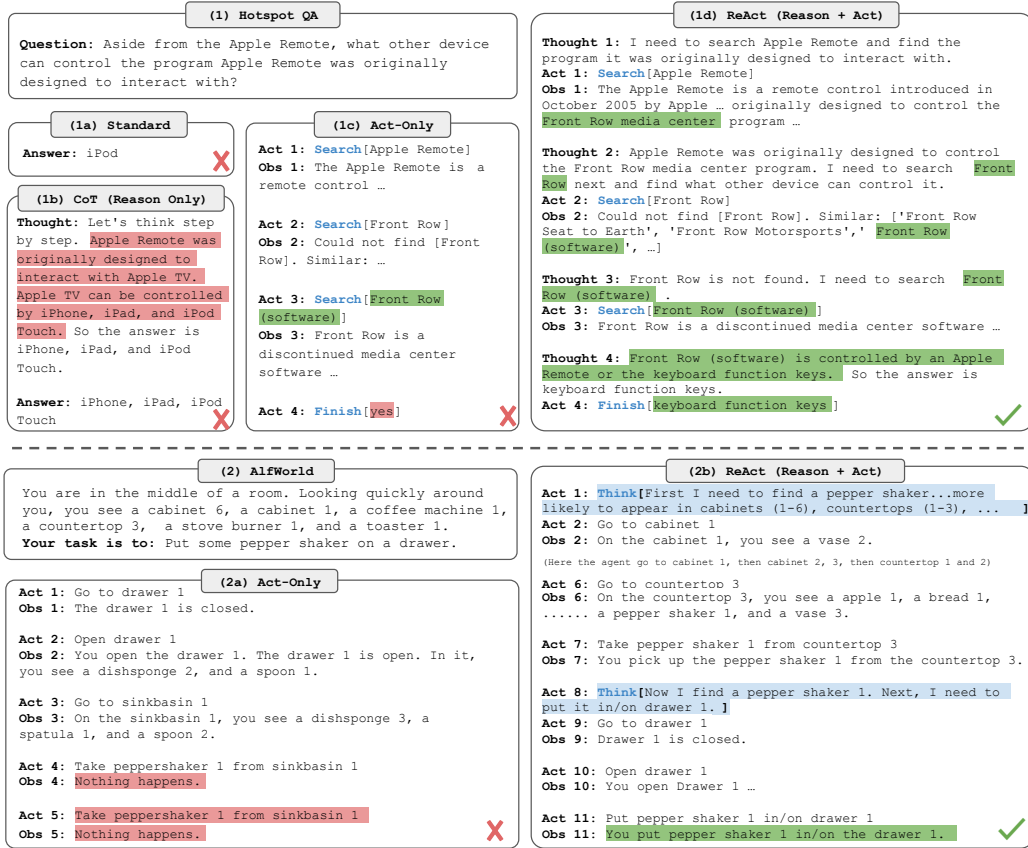 (1) Hotspot QA
Question: Aside from the Apple Remote, what other device
can control the program Apple Remote was originally
designed to interact with?
(1a) Standard
Answer: iPod
(1b) CoT (Reason Only)
Thought: Let's think step
by step. Apple Remote was
originally designed to
interact with Apple TV.
Apple TV can be controlled
by iPhone, iPad, and iPod
Touch. So the answer is
iPhone, iPad, and iPod
Touch.
Answer: iPhone, iPad, iPod
Touch
(1c) Act-Only
Act 1: Search[Apple Remote]
Obs 1: The Apple Remote is a
remote control …
Act 2: Search[Front Row]
Obs 2: Could not find [Front
Row]. Similar: …
Act 3: Search[Front Row
(software)]
Obs 3: Front Row is a
discontinued media center
software …
Act 4: Finish[yes]
(1d) ReAct (Reason + Act)
Thought 1: I need to search Apple Remote and find the
program it was originally designed to interact with.
Act 1: Search[Apple Remote]
Obs 1: The Apple Remote is a remote control introduced in
October 2005 by Apple … originally designed to control the
Front Row media center program …
Thought 2: Apple Remote was originally designed to control
the Front Row media center program. I need to search Front
Row next and find what other device can control it.
Act 2: Search[Front Row]
Obs 2: Could not find [Front Row]. Similar: ['Front Row
Seat to Earth', 'Front Row Motorsports',' Front Row
(software)', …]
Thought 3: Front Row is not found. I need to search Front
Row (software) .
Act 3: Search[Front Row (software)]
Obs 3: Front Row is a discontinued media center software …
Thought 4: Front Row (software) is controlled by an Apple
Remote or the keyboard function keys. So the answer is
keyboard function keys.
Act 4: Finish[keyboard function keys]
(2) AlfWorld
You are in the middle of a room. Looking quickly around
you, you see a cabinet 6, a cabinet 1, a coffee machine 1,
a countertop 3, a stove burner 1, and a toaster 1.
Your task is to: Put some pepper shaker on a drawer.
(2a) Act-Only
Act 1: Go to drawer 1
Obs 1: The drawer 1 is closed.
Act 2: Open drawer 1
Obs 2: You open the drawer 1. The drawer 1 is open. In it,
you see a dishsponge 2, and a spoon 1.
Act 3: Go to sinkbasin 1
Obs 3: On the sinkbasin 1, you see a dishsponge 3, a
spatula 1, and a spoon 2.
Act 4: Take peppershaker 1 from sinkbasin 1
Obs 4: Nothing happens.
Act 5: Take peppershaker 1 from sinkbasin 1
Obs 5: Nothing happens.
(2b) ReAct (Reason + Act)
Act 1: Think[First I need to find a pepper shaker...more
likely to appear in cabinets (1-6), countertops (1-3), ... ]
Act 2: Go to cabinet 1
Obs 2: On the cabinet 1, you see a vase 2.
(Here the agent go to cabinet 1, then cabinet 2, 3, then countertop 1 and 2)
Act 6: Go to countertop 3
Obs 6: On the countertop 3, you see a apple 1, a bread 1,
...... a pepper shaker 1, and a vase 3.
Act 7: Take pepper shaker 1 from countertop 3
Obs 7: You pick up the pepper shaker 1 from the countertop 3.
Act 8: Think[Now I find a pepper shaker 1. Next, I need to
put it in/on drawer 1. ]
Act 9: Go to drawer 1
Obs 9: Drawer 1 is closed.
Act 10: Open drawer 1
Obs 10: You open Drawer 1 …
Act 11: Put pepper shaker 1 in/on drawer 1
Obs 11: You put pepper shaker 1 in/on the drawer 1.